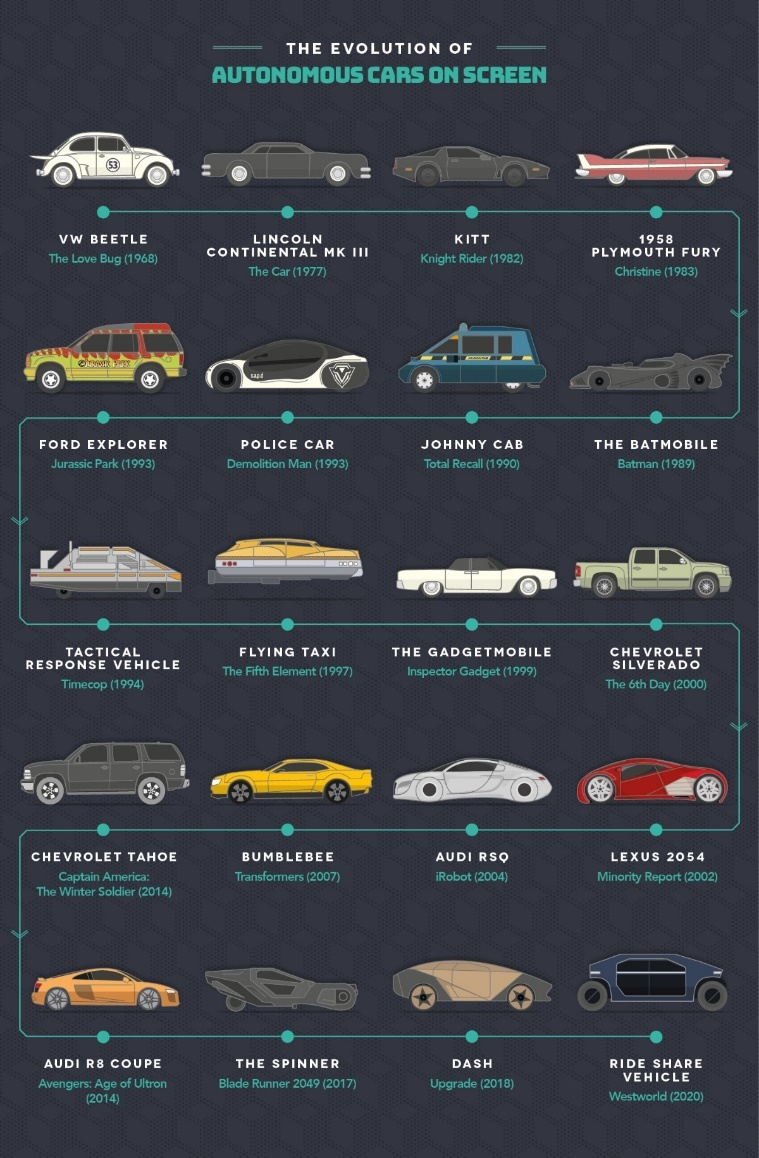 THE EVOLUTION OF
AUTONOMOUS CARS ON SCREEN
53
VW BEETLE
The Love Bug (1968)
LINCOLN
CONTINENTAL MK III
The Car (1977)
KITT
Knight Rider (1982)
1958
PLYMOUTH FURY
Christine (1983)
JURASSIC PARK
sapd
FORD EXPLORER
Jurassic Park (1993)
POLICE CAR
Demolition Man (1993)
JOHNNY CAB
Total Recall (1990)
THE BATMOBILE
Batman (1989)
TACTICAL
RESPONSE VEHICLE
Timecop (1994)
FLYING TAXI
The Fifth Element (1997)
THE GADGETMOBILE
Inspector Gadget (1999)
CHEVROLET
SILVERADO
The 6th Day (2000)
CHEVROLET TAHOE
Captain America:
The Winter Soldier (2014)
BUMBLEBEE
Transformers (2007)
AUDI RSQ
iRobot (2004)
LEXUS 2054
Minority Report (2002)
AUDI R8 COUPE
Avengers: Age of Ultron
(2014)
THE SPINNER
Blade Runner 2049 (2017)
DASH
Upgrade (2018)
RIDE SHARE
VEHICLE
Westworld (2020)